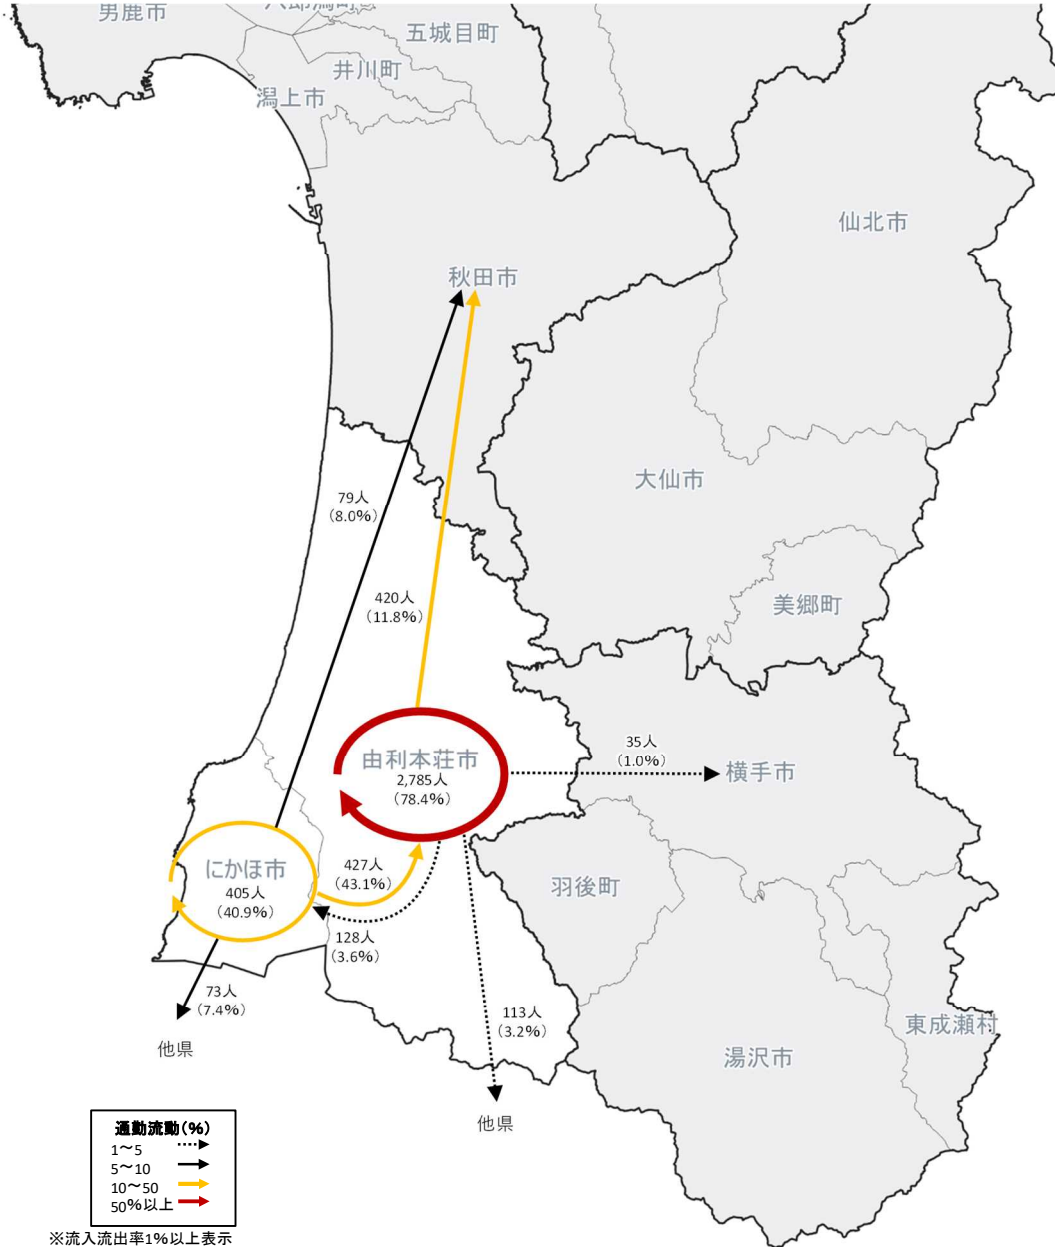 男鹿市
八郎潟町
五城目町
井川町
潟上市
仙北市
秋田市
大仙市
79人
(8.0%)
420人
(11.8%)
美郷町
由利本荘市
2,785人
(78.4%)
35人
(1.0%)
横手市
にかほ市
405人
(40.9%)
427人
(43.1%)
羽後町
128人
(3.6%)
73人
(7.4%)
113人
(3.2%)
東成瀬村
湯沢市
他県
他県
通勤流動(%)
1～5
5～10
10～50
50%以上
※流入流出率1%以上表示